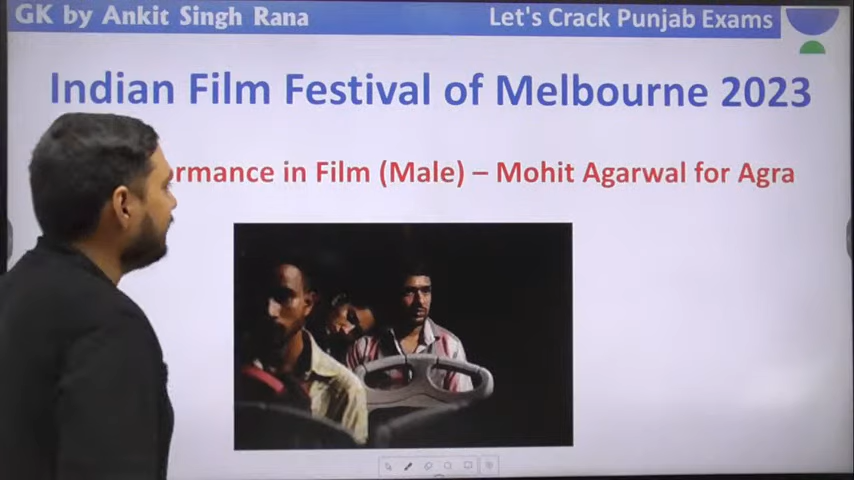 GK by Ankit Singh Rana
Let's Crack Punjab Exams
Indian Film Festival of Melbourne 2023
ormance in Film (Male) – Mohit Agarwal for Agra